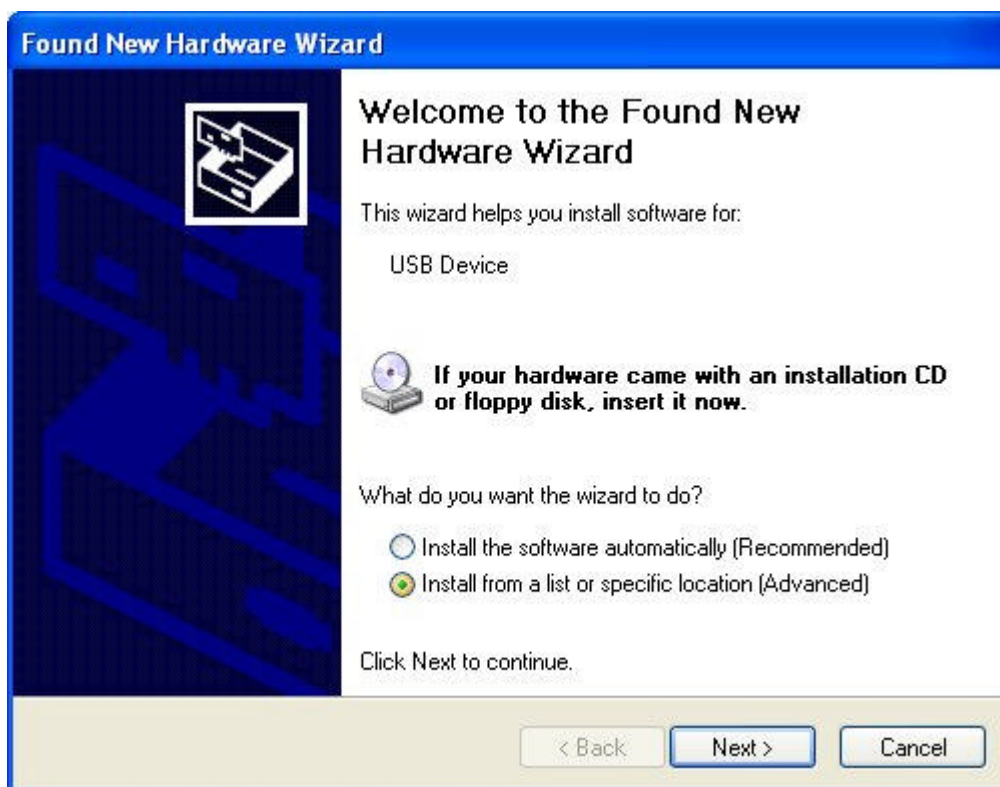 Found New Hardware Wizard
Welcome to the Found New
Hardware Wizard
This wizard helps you install software for:
USB Device
If your hardware came with an installation CD
or floppy disk, insert it now.
What do you want the wizard to do?
Install the software automatically (Recommended)
Install from a list or specific location (Advanced)
Click Next to continue.
< Back
Next >
Cancel